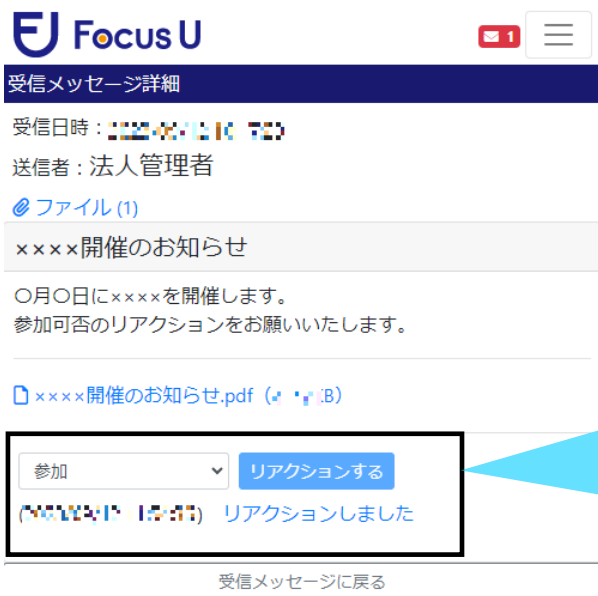 Focus U
1
受信メッセージ詳細
受信日時：
送信者：法人管理者
ファイル (1)
××××開催のお知らせ
〇月〇日に××××を開催します。
参加可否のリアクションをお願いいたします。
××××開催のお知らせ.pdf（ B）
参加 リアクションする
( ) リアクションしました
受信メッセージに戻る